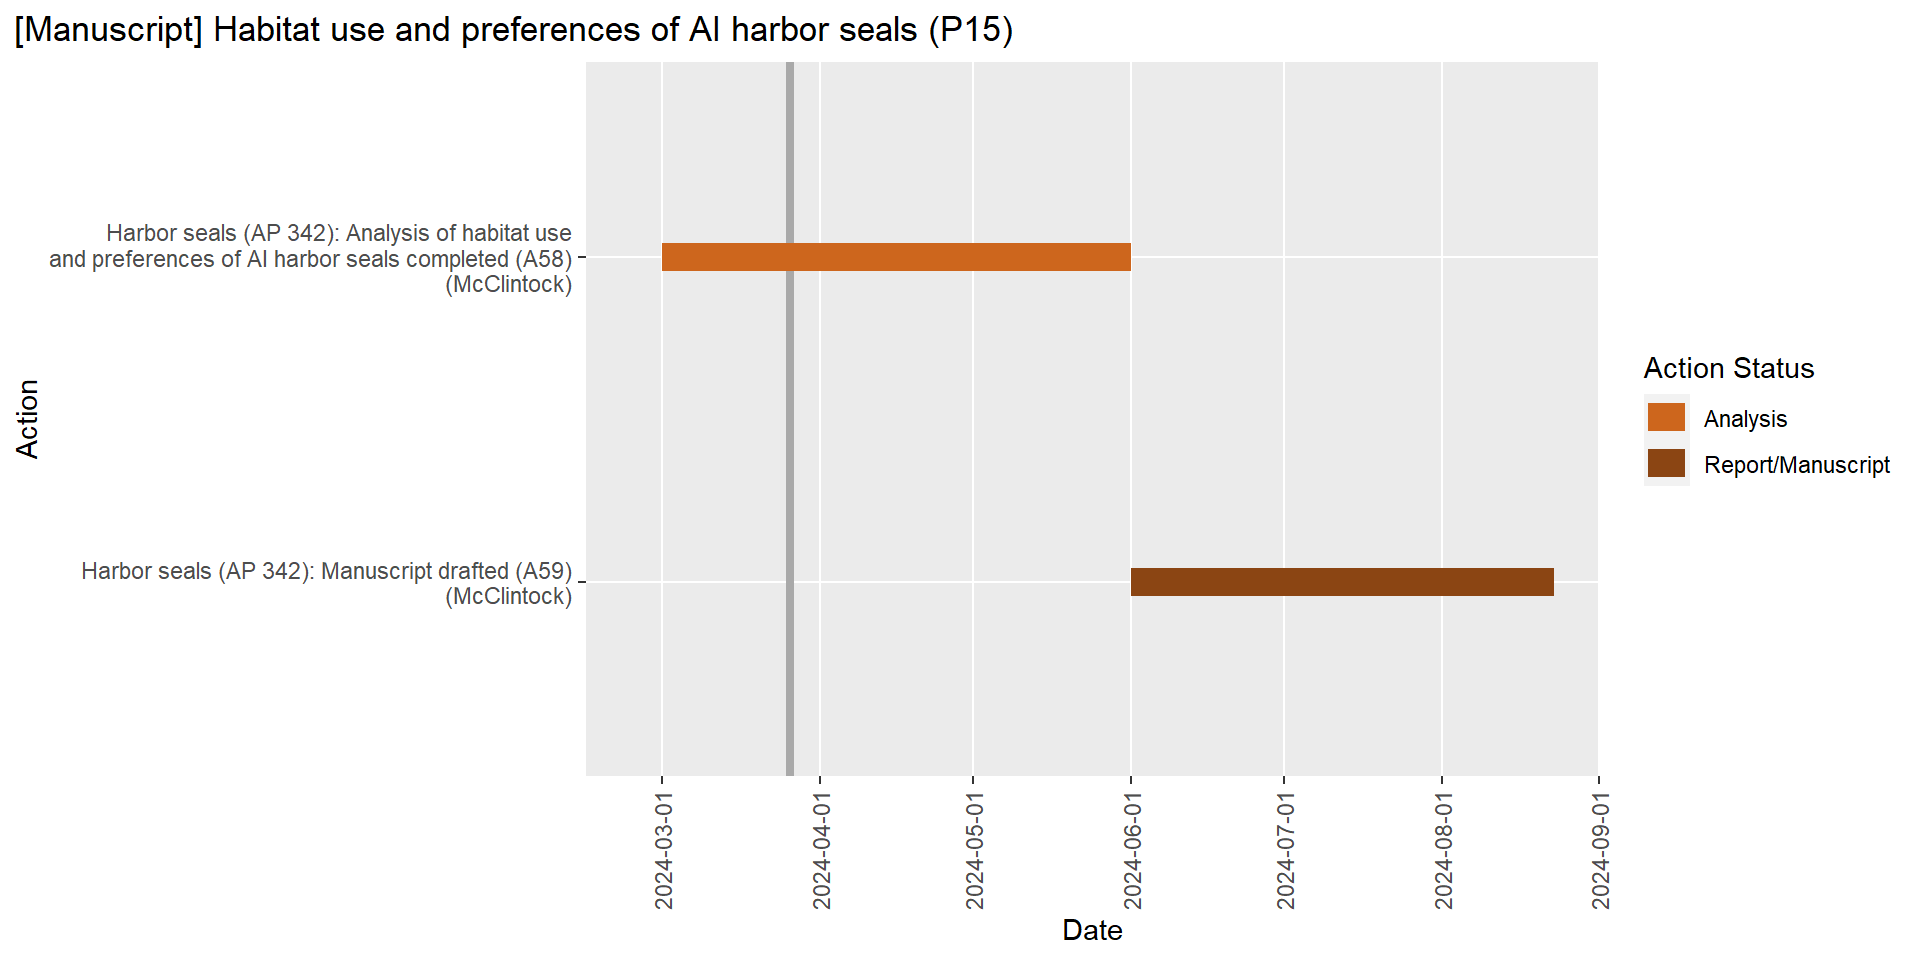 [Manuscript] Habitat use and preferences of AI harbor seals (P15)
Harbor seals (AP 342): Analysis of habitat use
and preferences of AI harbor seals completed (A58)
(McClintock)
Harbor seals (AP 342): Manuscript drafted (A59)
(McClintock)
Action
2024-03-01
2024-04-01
2024-05-01
2024-06-01
2024-07-01
2024-08-01
2024-09-01
Date
Action Status
Analysis
Report/Manuscript